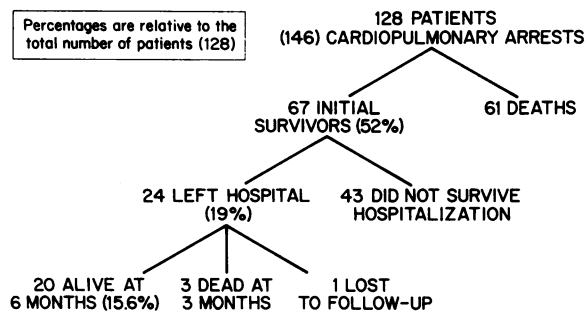 Percentages are relative to the
total number of patients (128)
128 PATIENTS
(146) CARDIOPULMONARY ARRESTS
67 INITIAL
SURVIVORS (52%)
61 DEATHS
24 LEFT HOSPITAL
(19%)
43 DID NOT SURVIVE
HOSPITALIZATION
20 ALIVE AT
6 MONTHS (15.6%)
3 DEAD AT
3 MONTHS
1 LOST
TO FOLLOW-UP